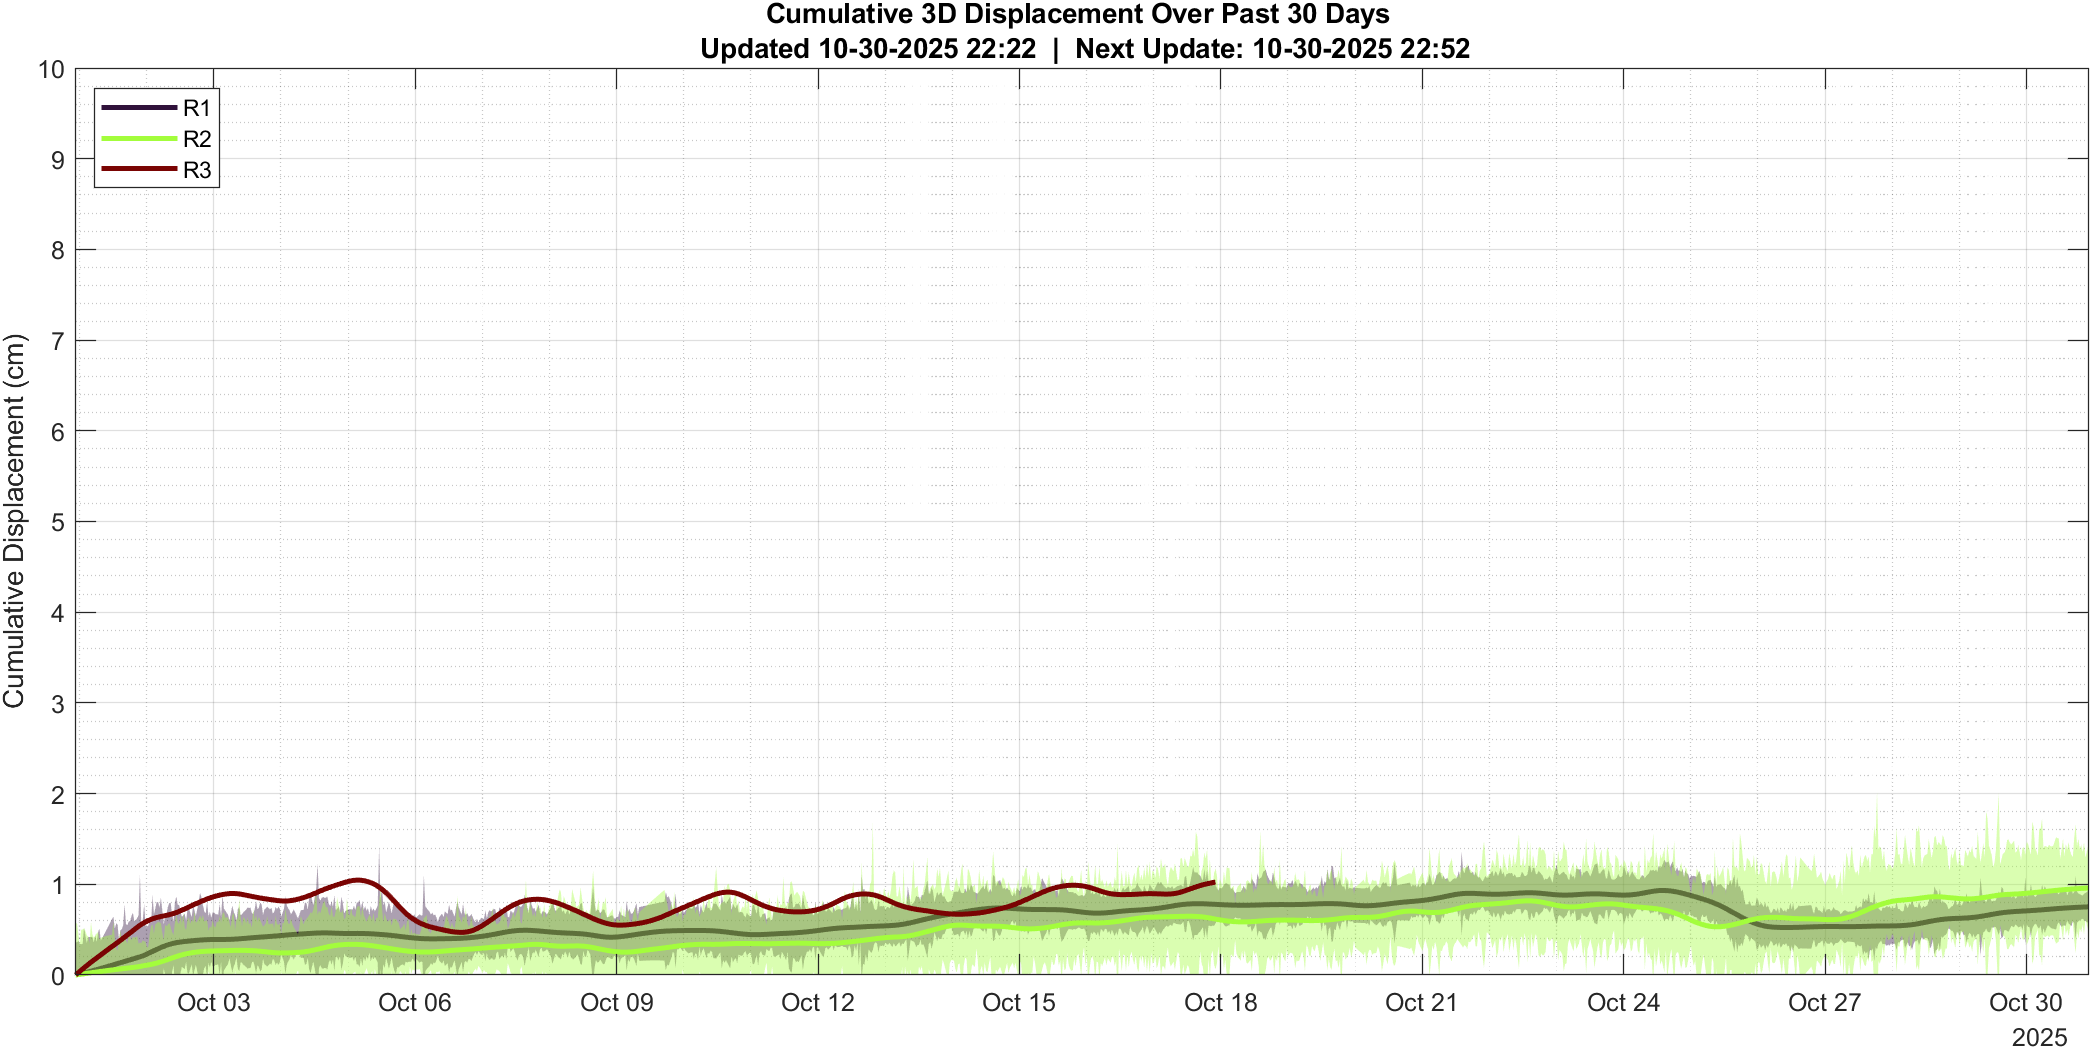 Cumulative 3D Displacement Over Past 30 Days
Updated 10-30-2025 22:22 | Next Update: 10-30-2025 22:52
R1
R2
R3
Cumulative Displacement (cm)
10
9
8
7
6
5
4
3
2
1
0
Oct 03
Oct 06
Oct 09
Oct 12
Oct 15
Oct 18
Oct 21
Oct 24
Oct 27
Oct 30
2025